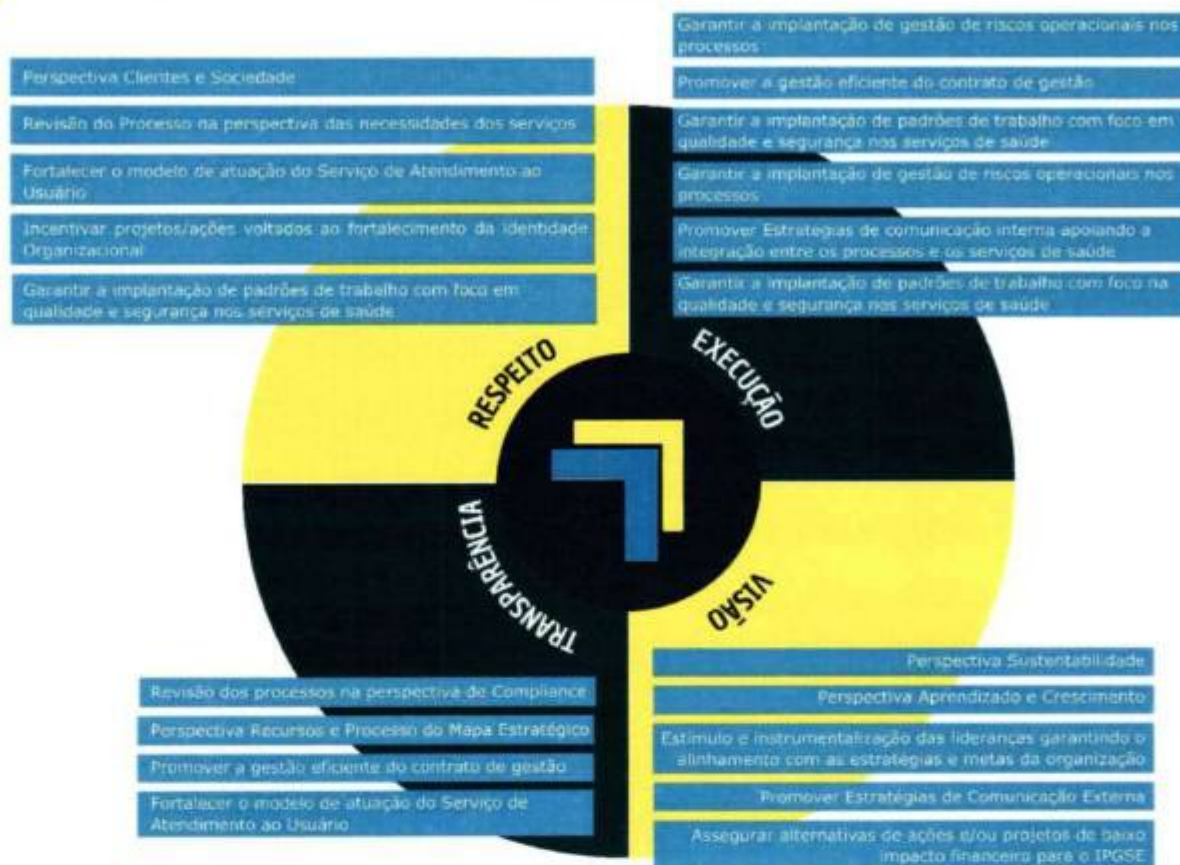 Perspectiva Clientes e Sociedade
Revisão do Processo na perspectiva das necessidades dos serviços
Fortalecer o modelo de atuação do Serviço de Atendimento ao
Usuário
Incentivar projetos/ações voltados ao fortalecimento da identidade
Organizacional
Garantir a implantação de padrões de trabalho com foco em
qualidade e segurança nos serviços de saúde
Garantir a implantação de gestão de riscos operacionais nos
processos
Promover a gestão eficiente do contrato de gestão
Garantir a implantação de padrões de trabalho com foco em
qualidade e segurança nos serviços de saúde
Garantir a implantação de gestão de riscos operacionais nos
processos
Promover Estratégias de comunicação interna apoiando a
integração entre os processos e os serviços de saúde
Garantir a implantação de padrões de trabalho com foco na
qualidade e segurança nos serviços de saúde
RESPEITO
EXECUÇÃO
TRANSPARÊNCIA
VISÃO
Revisão dos processos na perspectiva de Compliance
Perspectiva Recursos e Processo do Mapa Estratégico
Promover a gestão eficiente do contrato de gestão
Fortalecer o modelo de atuação do Serviço de
Atendimento ao Usuário
Perspectiva Sustentabilidade
Perspectiva Aprendizado e Crescimento
Estímulo e instrumentalização das lideranças garantindo o
alinhamento com as estratégias e metas da organização
Promover Estratégias de Comunicação Externa
Assegurar alternativas de ações e/ou projetos de baixo
impacto financeiro para o IPGSE